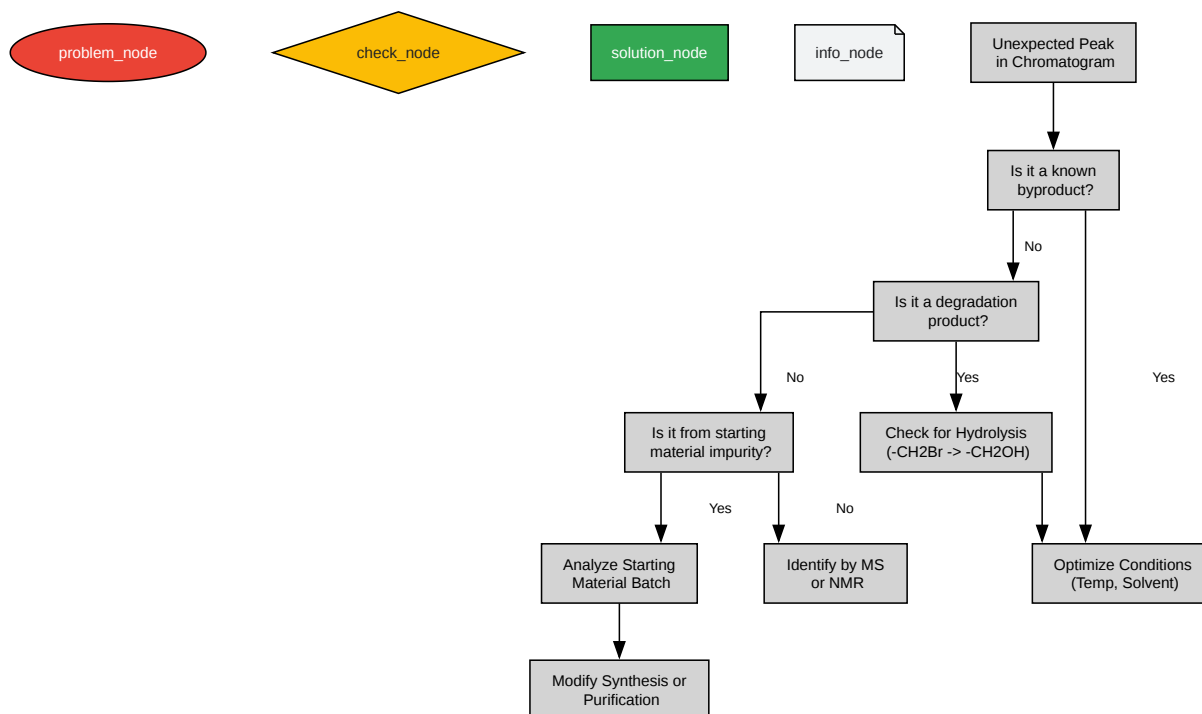 problem_node
check_node
solution_node
info_node
Unexpected Peak
in Chromatogram
Is it a known
byproduct?
No
Is it a degradation
product?
No
Yes
Yes
Is it from starting
material impurity?
Check for Hydrolysis
(-CH2Br -> -CH2OH)
Yes
No
Analyze Starting
Material Batch
Identify by MS
or NMR
Optimize Conditions
(Temp, Solvent)
Modify Synthesis or
Purification